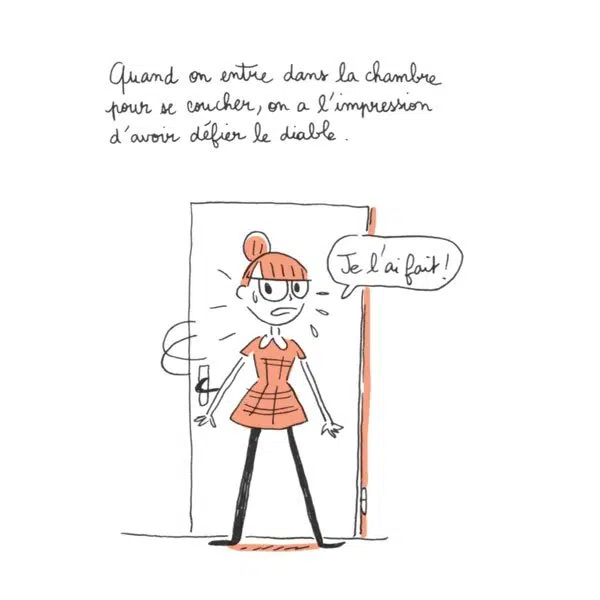 Quand on entre dans la chambre
pour se coucher, on a l'impression
d'avoir défier le diable.
Je l'ai fait !